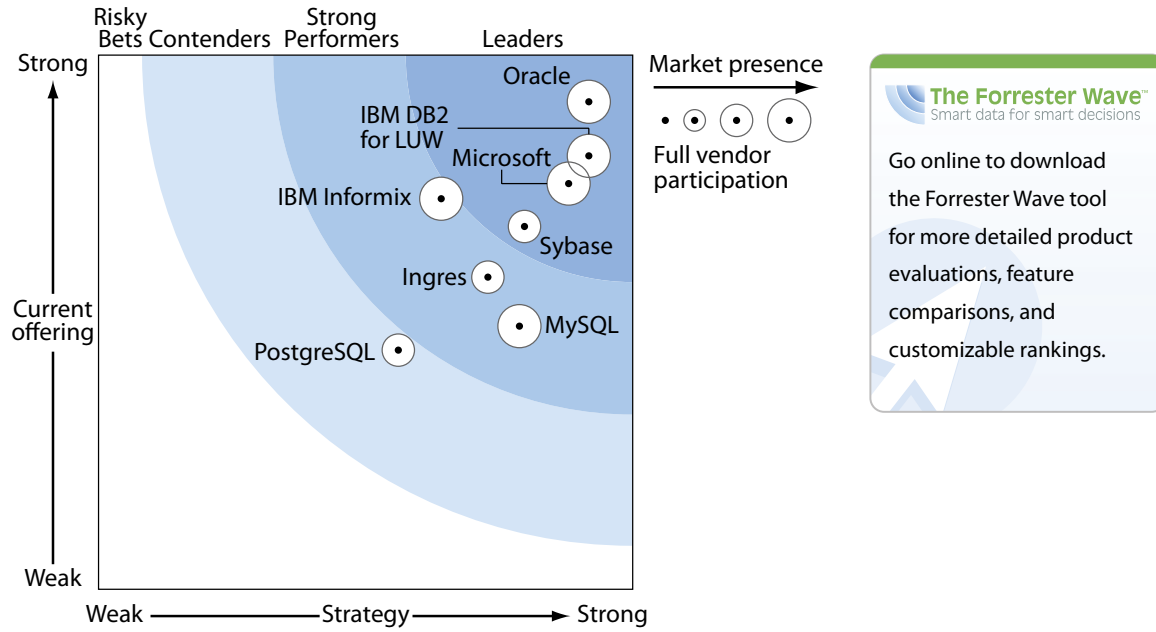 Risky
Bets
Contenders
Strong
Performers
Leaders
Strong
Current
offering
Weak
Oracle
IBM DB2
for LUW
Microsoft
IBM Informix
Sybase
Ingres
MySQL
PostgreSQL
Weak
Strategy
Strong
Market presence
Full vendor
participation
The Forrester Wave™
Smart data for smart decisions
Go online to download
the Forrester Wave tool
for more detailed product
evaluations, feature
comparisons, and
customizable rankings.